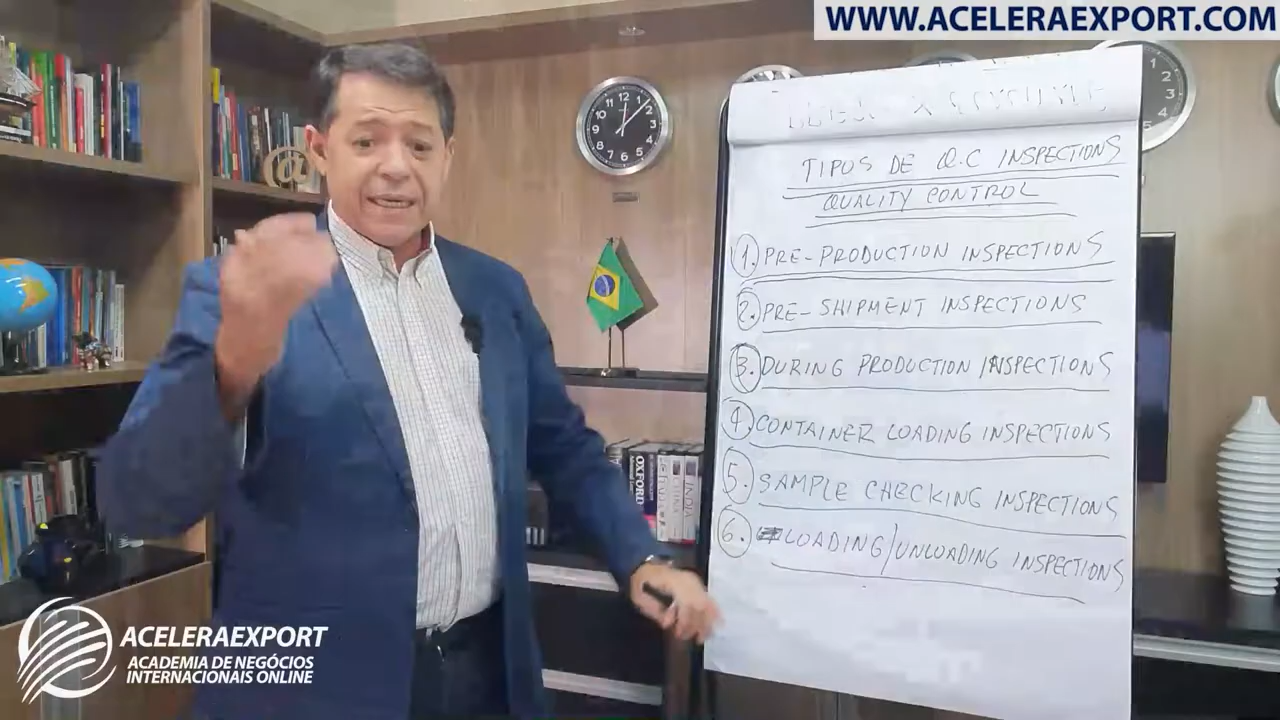 WWW.ACELERAEXPORT.COM
TIPOS DE Q.C INSPECTIONS
QUALITY CONTROL
1. PRE-PRODUCTION INSPECTIONS
2. PRE-SHIPMENT INSPECTIONS
3. DURING PRODUCTION INSPECTIONS
4. CONTAINER LOADING INSPECTIONS
5. SAMPLE CHECKING INSPECTIONS
6. LOADING/UNLOADING INSPECTIONS
OXFORD
INDIA
@
ACELERAEXPORT
ACADEMIA DE NEGÓCIOS
INTERNACIONAIS ONLINE